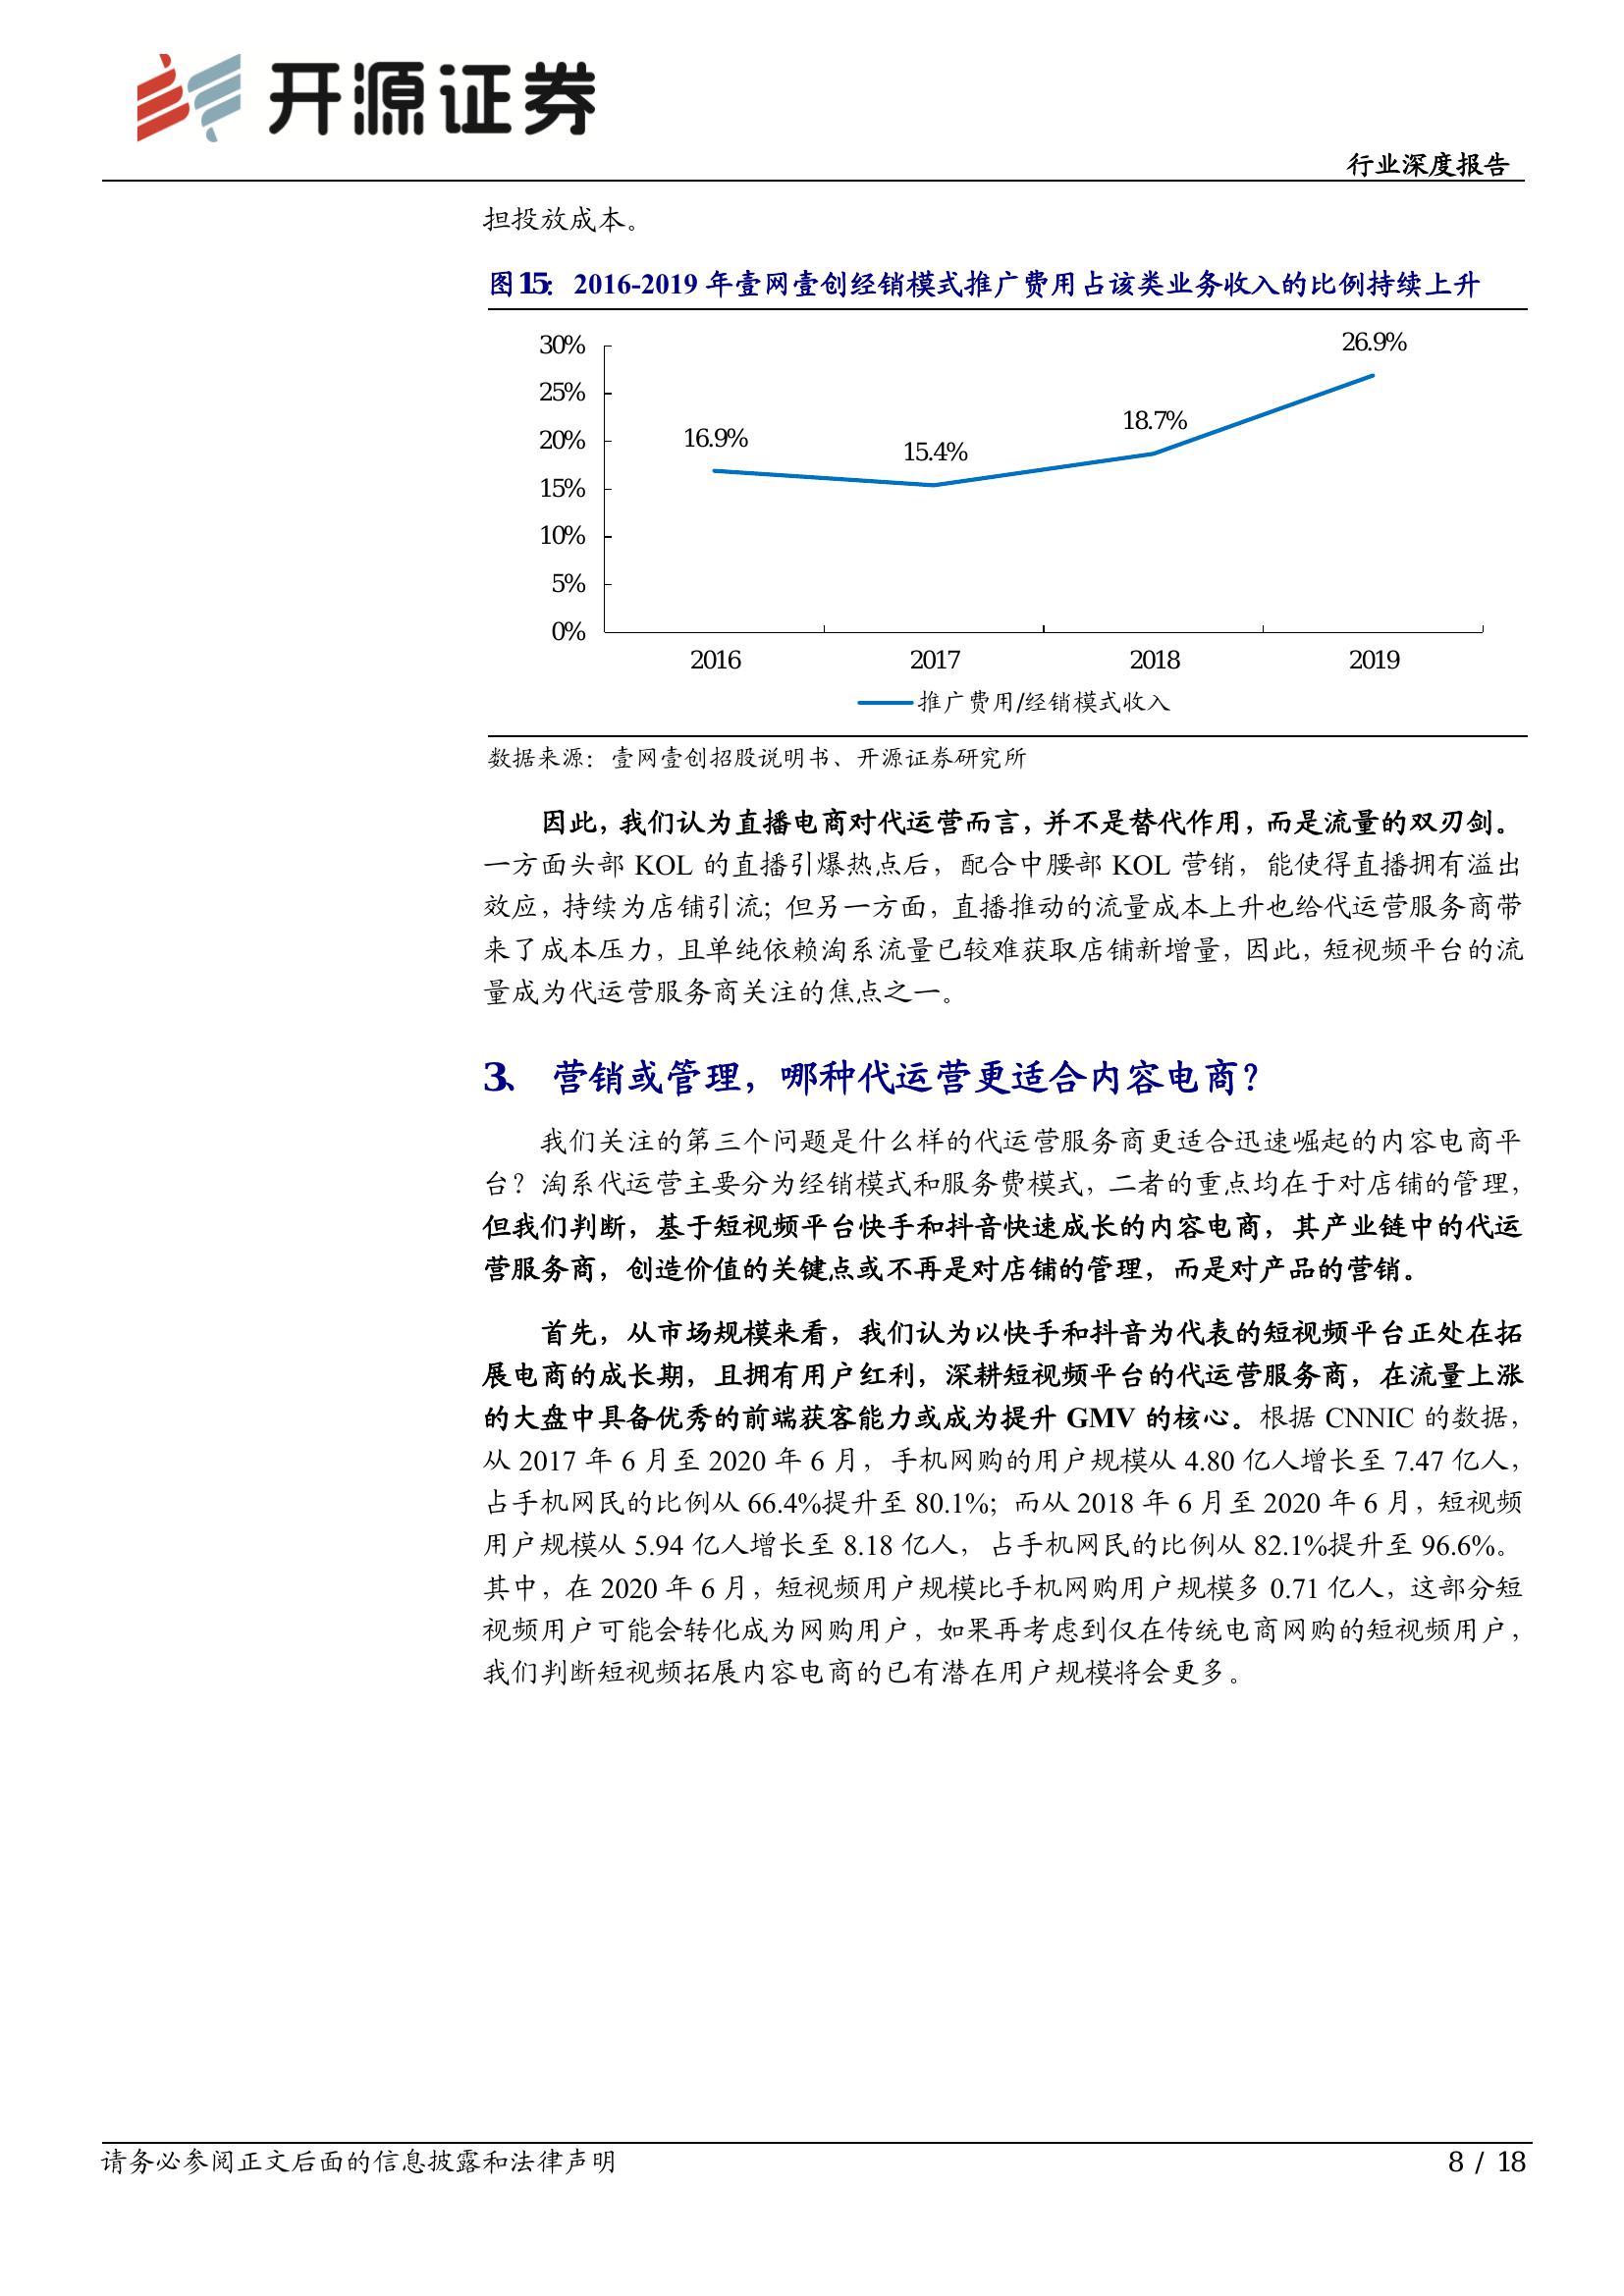 开源证券
行业深度报告
担投放成本。
图15： 2016-2019 年壹网壹创经销模式推广费用占该类业务收入的比例持续上升
30%
25%
20%
15%
10%
5%
0%
16.9%
15.4%
18.7%
26.9%
2016 2017 2018 2019
推广费用/经销模式收入
数据来源：壹网壹创招股说明书、开源证券研究所
因此，我们认为直播电商对代运营而言，并不是替代作用，而是流量的双刃剑。
一方面头部 KOL 的直播引爆热点后，配合中腰部 KOL 营销，能使得直播拥有溢出
效应，持续为店铺引流；但另一方面，直播推动的流量成本上升也给代运营服务商带
来了成本压力，且单纯依赖淘系流量已较难获取店铺新增量，因此，短视频平台的流
量成为代运营服务商关注的焦点之一。
3、 营销或管理，哪种代运营更适合内容电商？
我们关注的第三个问题是什么样的代运营服务商更适合迅速崛起的内容电商平
台？淘系代运营主要分为经销模式和服务费模式，二者的重点均在于对店铺的管理，
但我们判断，基于短视频平台快手和抖音快速成长的内容电商，其产业链中的代运
营服务商，创造价值的关键点或不再是对店铺的管理，而是对产品的营销。
首先，从市场规模来看，我们认为以快手和抖音为代表的短视频平台正处在拓
展电商的成长期，且拥有用户红利，深耕短视频平台的代运营服务商，在流量上涨
的大盘中具备优秀的前端获客能力或成为提升 GMV 的核心。根据 CNNIC 的数据，
从 2017 年 6 月至 2020 年 6 月，手机网购的用户规模从 4.80 亿人增长至 7.47 亿人，
占手机网民的比例从 66.4%提升至 80.1%；而从 2018 年 6 月至 2020 年 6 月，短视频
用户规模从 5.94 亿人增长至 8.18 亿人，占手机网民的比例从 82.1%提升至 96.6%。
其中，在 2020 年 6 月，短视频用户规模比手机网购用户规模多 0.71 亿人，这部分短
视频用户可能会转化成为网购用户，如果再考虑到仅在传统电商网购的短视频用户，
我们判断短视频拓展内容电商的已有潜在用户规模将会更多。
请务必参阅正文后面的信息披露和法律声明
8 / 18